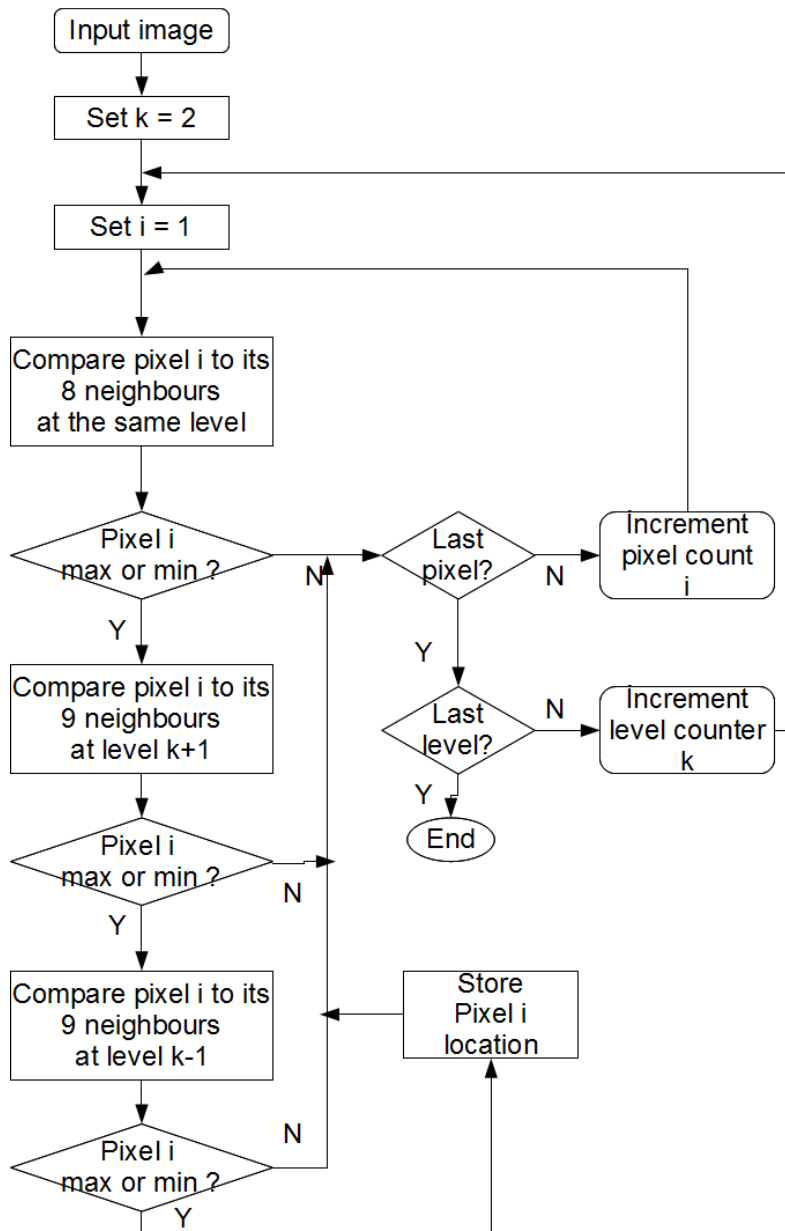 Input image
Set k = 2
Set i = 1
Compare pixel i to its
8 neighbours
at the same level
Pixel i
max or min ?
N
Y
Last
pixel?
N
Y
Increment
pixel count
i
Compare pixel i to its
9 neighbours
at level k+1
Last
level?
N
Y
Increment
level counter
k
End
Pixel i
max or min ?
N
Y
Compare pixel i to its
9 neighbours
at level k-1
Store
Pixel i
location
Pixel i
max or min ?
N
Y